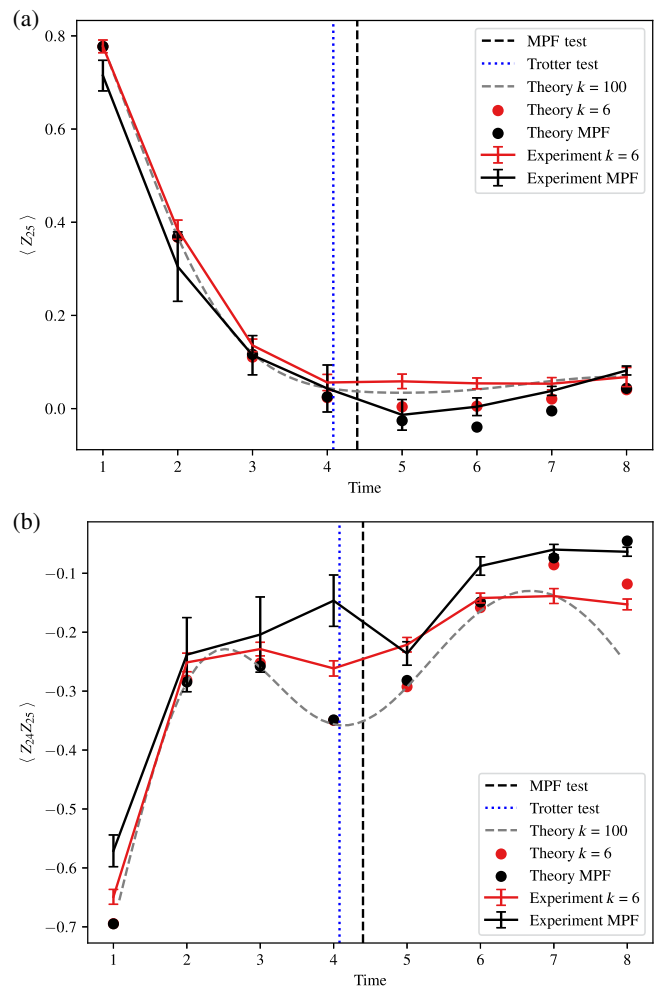 (a)
0.8
0.6
0.4
0.2
0.0
⟨ Z₂₅ ⟩
1 2 3 4 5 6 7 8
Time
MPF test
Trotter test
Theory k = 100
Theory k = 6
Theory MPF
Experiment k = 6
Experiment MPF
(b)
−0.1
−0.2
−0.3
−0.4
−0.5
−0.6
−0.7
⟨ Z₂₄Z₂₅ ⟩
1 2 3 4 5 6 7 8
Time
MPF test
Trotter test
Theory k = 100
Theory k = 6
Theory MPF
Experiment k = 6
Experiment MPF